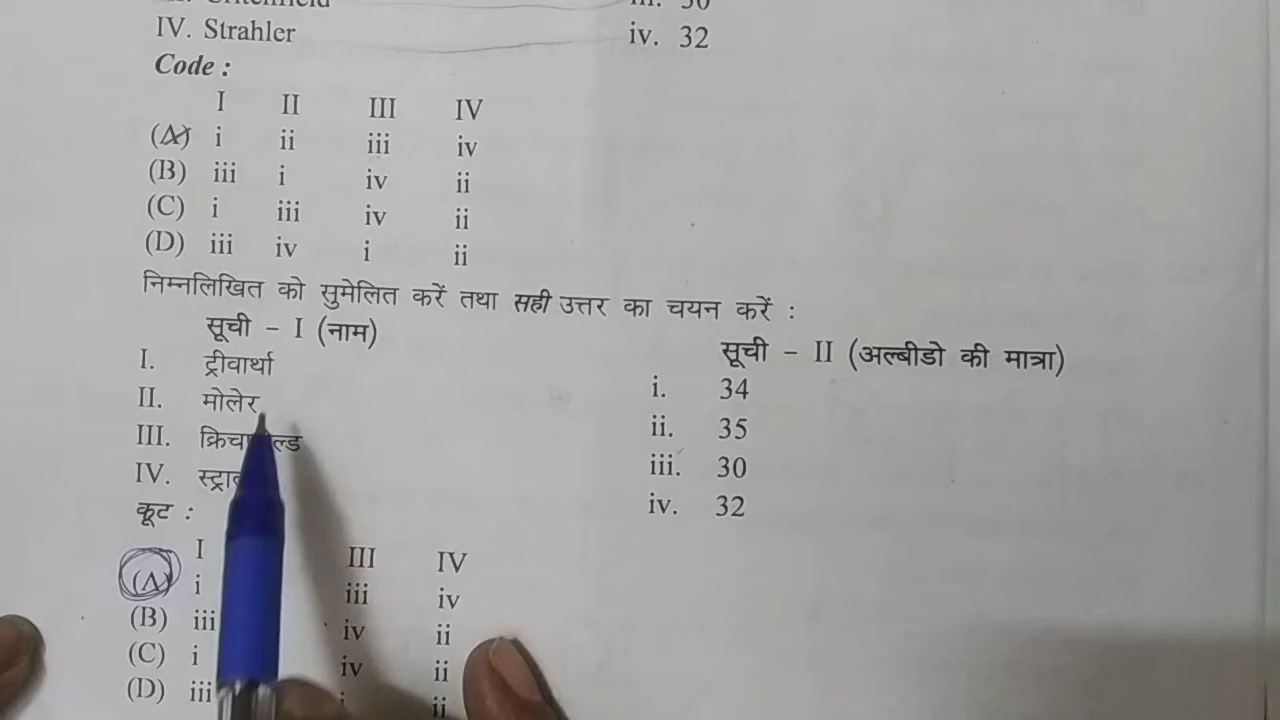 IV. Strahler iv. 32
Code :
I II III IV
(A) i ii iii iv
(B) iii i iv ii
(C) i iii iv ii
(D) iii iv i ii
निम्नलिखित को सुमेलित करें तथा सही उत्तर का चयन करें :
सूची - I (नाम) सूची - II (अल्बीडो की मात्रा)
I. ट्रीवार्था i. 34
II. मोलेर ii. 35
III. iii. 30
IV. iv. 32
कूट :
I III IV
(A) i iii iv
(B) iii iv ii
(C) i iv ii
(D) iii i ii